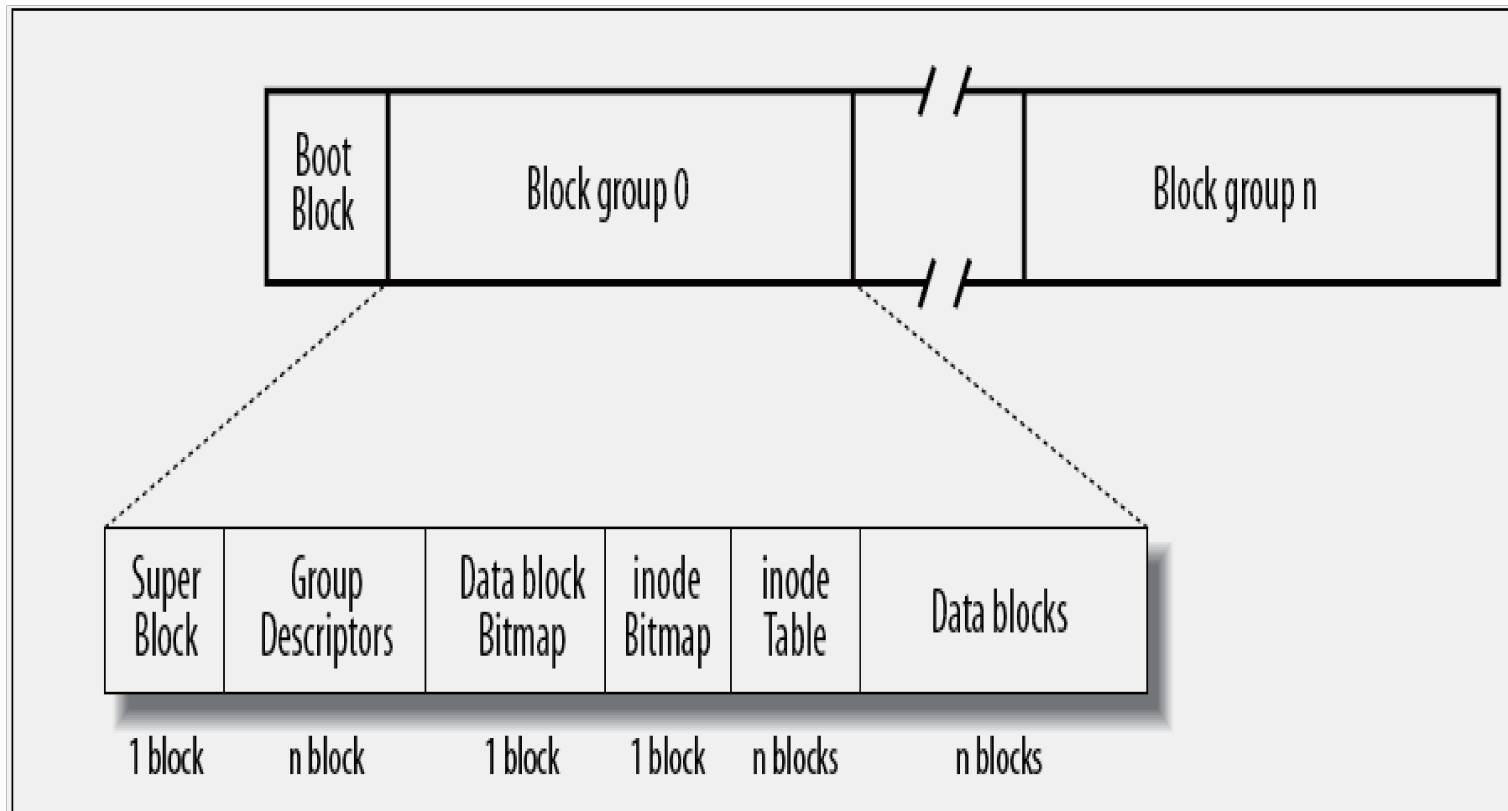 Boot
Block
Block group 0
Block group n
Super
Block
Group
Descriptors
Data block
Bitmap
inode
Bitmap
inode
Table
Data blocks
1 block
n block
1 block
1 block
n blocks
n blocks